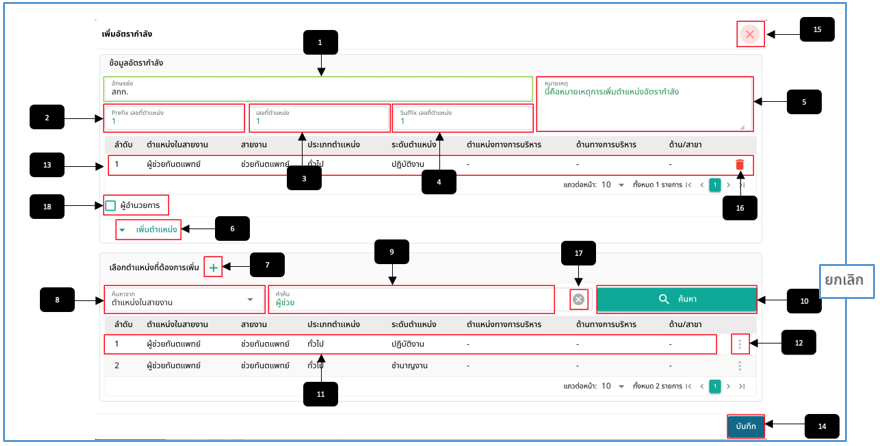 เพิ่มอัตรากำลัง
15
1
ข้อมูลอัตรากำลัง
อักษรย่อ
สกก.
หมายเหตุ
นี่คือหมายเหตุการเพิ่มตำแหน่งอัตรากำลัง
5
2
Prefix เลขที่ตำแหน่ง
1
เลขที่ตำแหน่ง
1
Suffix เลขที่ตำแหน่ง
1
ลำดับ ตำแหน่งในสายงาน สายงาน ประเภทตำแหน่ง ระดับตำแหน่ง ตำแหน่งทางการบริหาร ด้านทางการบริหาร ด้าน/สาขา
13
1 ผู้ช่วยทันตแพทย์ ช่วยทันตแพทย์ ทั่วไป ปฏิบัติงาน - - -
3
4
แถวต่อหน้า: 10 ทั้งหมด 1 รายการ 1
16
18
ผู้อำนวยการ
เพิ่มตำแหน่ง
6
เลือกตำแหน่งที่ต้องการเพิ่ม +
7
9
17
8
ค้นหาจาก
ตำแหน่งในสายงาน
คำค้น
ผู้ช่วย
ค้นหา
10
ยกเลิก
ลำดับ ตำแหน่งในสายงาน สายงาน ประเภทตำแหน่ง ระดับตำแหน่ง ตำแหน่งทางการบริหาร ด้านทางการบริหาร ด้าน/สาขา
1 ผู้ช่วยทันตแพทย์ ช่วยทันตแพทย์ ทั่วไป ปฏิบัติงาน - - -
12
2 ผู้ช่วยทันตแพทย์ ช่วยทันตแพทย์ ทั่วไป ชำนาญงาน - - -
11
แถวต่อหน้า: 10 ทั้งหมด 2 รายการ 1
บันทึก
14